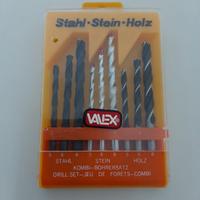 Stahl·Stein·Holz
VALEX
STAHL STEIN HOLZ
KOMBI-BOHRERSATZ
DRILL SET-JEU DE FORETS-COMBI